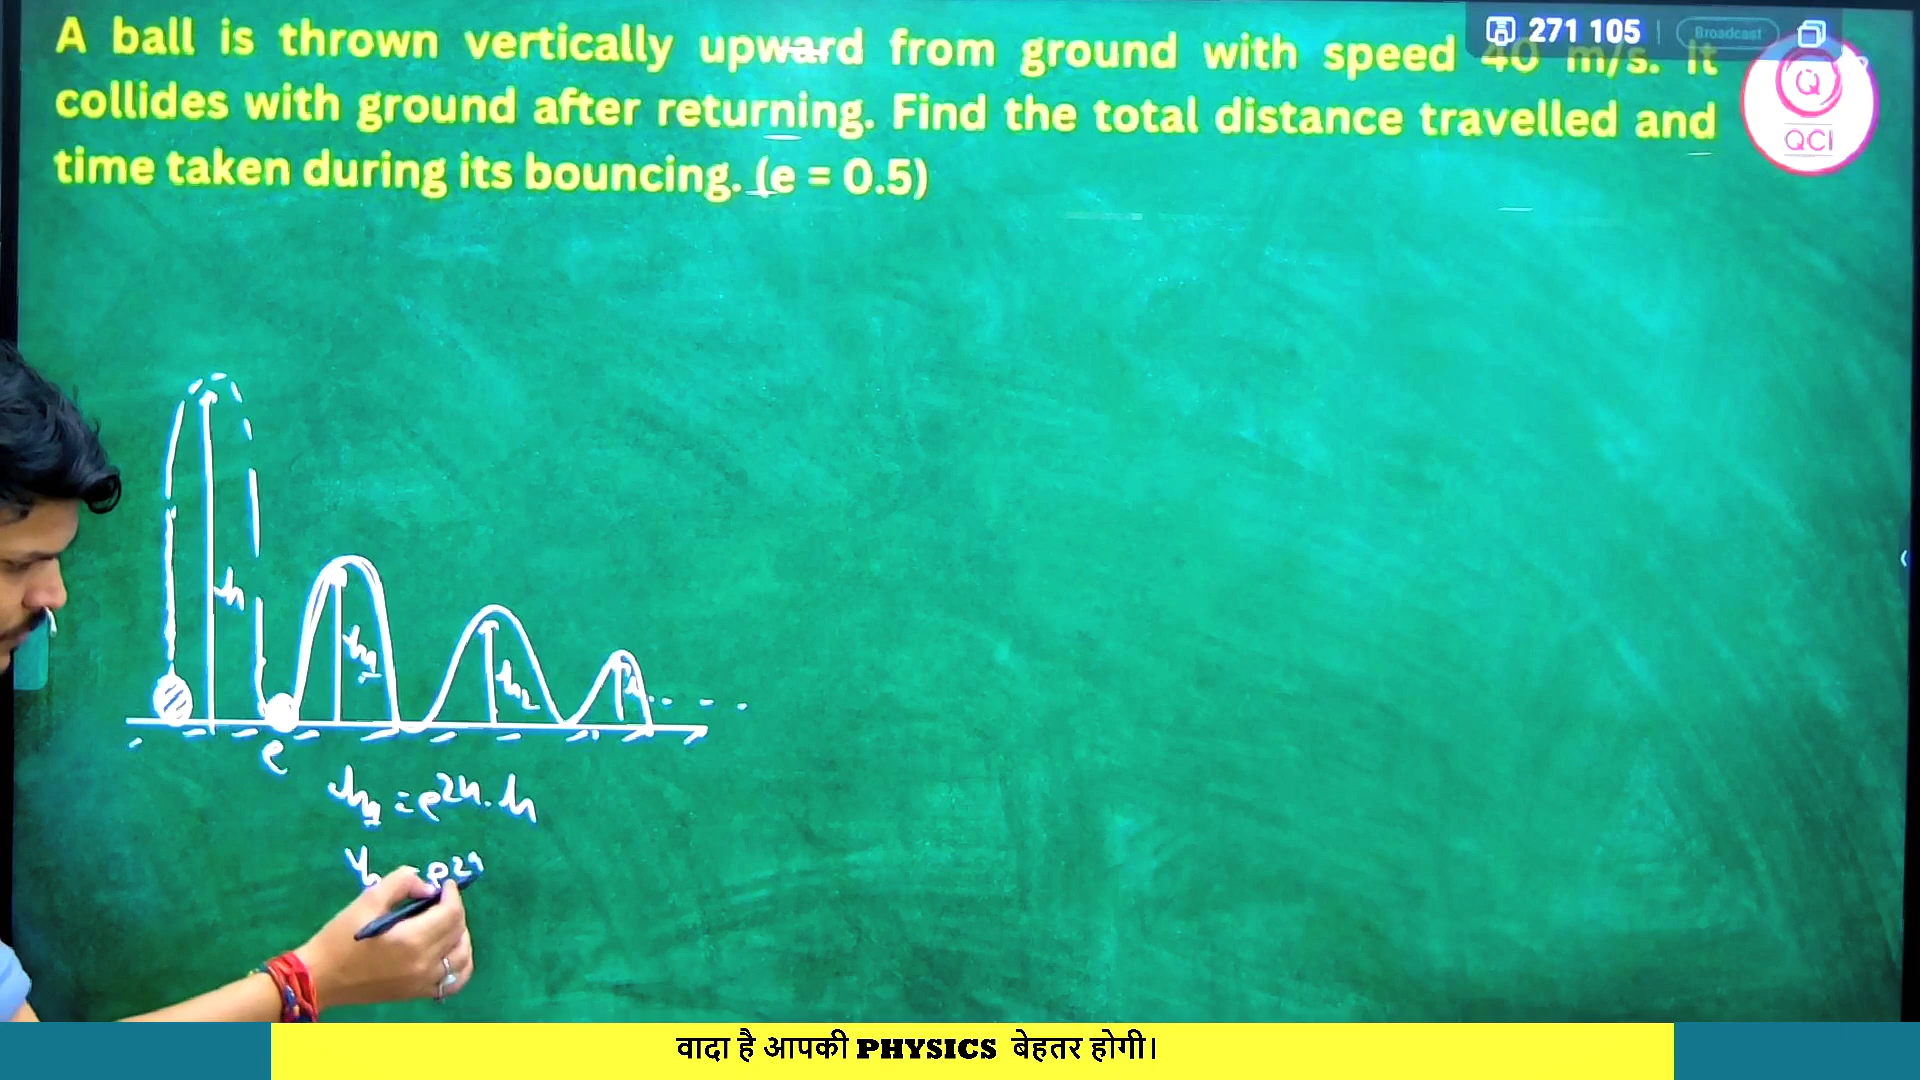 A ball is thrown vertically upward from ground with speed 40 m/s. It
collides with ground after returning. Find the total distance travelled and
time taken during its bouncing. (e = 0.5)
271 105
Broadcast
Q
QCI
h
h₁
h₂
e
hₙ = e²ⁿ·h
वादा है आपकी PHYSICS बेहतर होगी।